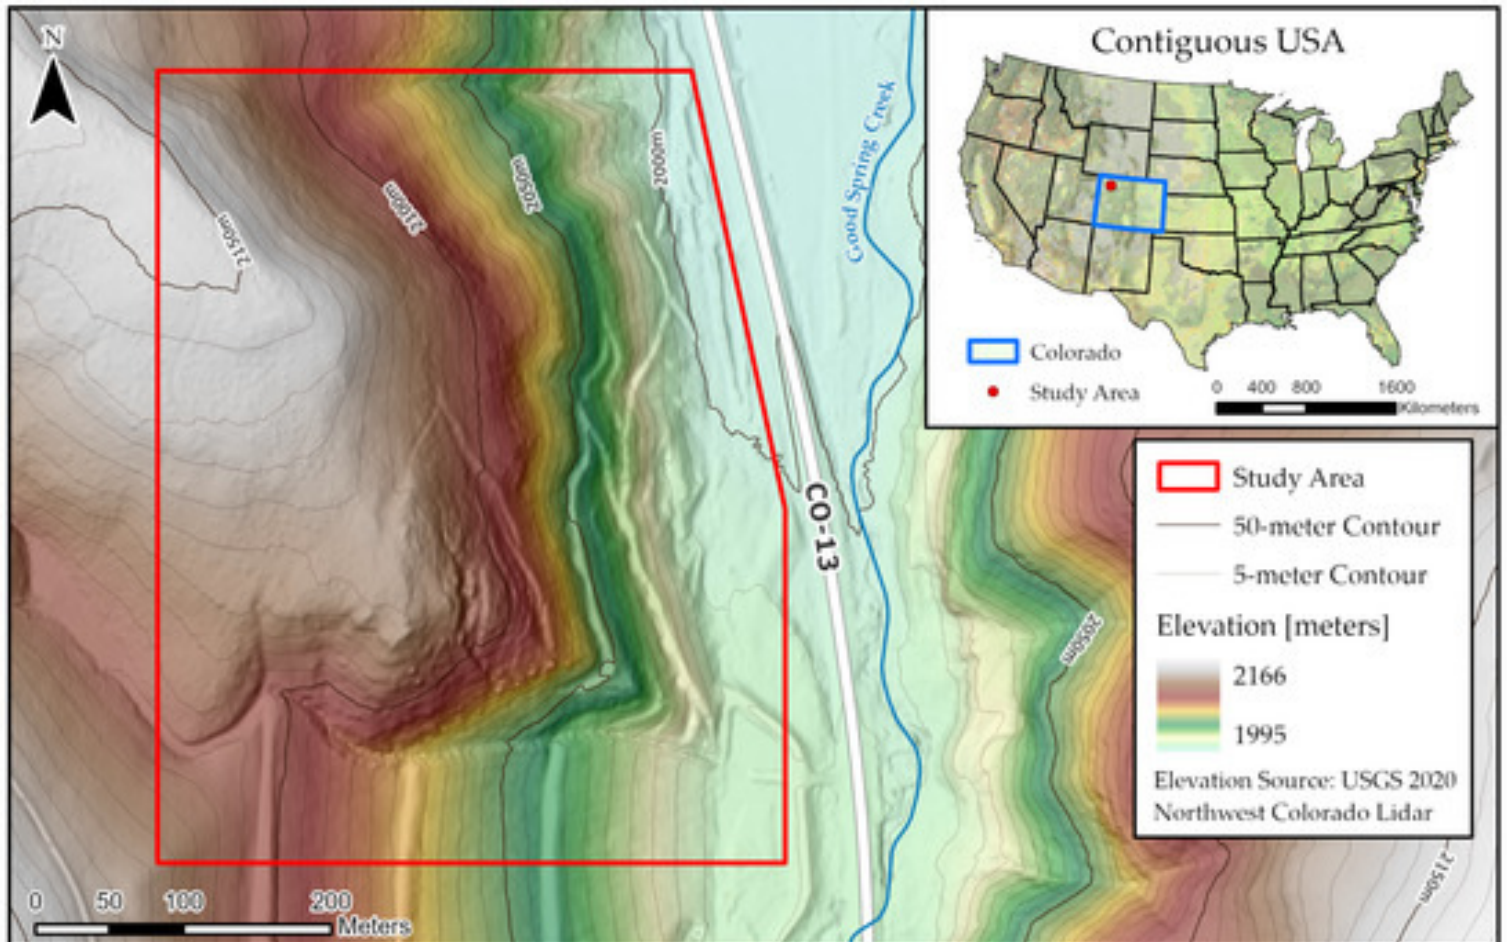 N
2150m
2100m
2050m
2000m
Good Spring Creek
CO-13
2050m
2150m
0 50 100 200
Meters
Contiguous USA
Colorado
Study Area
0 400 800 1600
Kilometers
Study Area
50-meter Contour
5-meter Contour
Elevation [meters]
2166
1995
Elevation Source: USGS 2020
Northwest Colorado Lidar